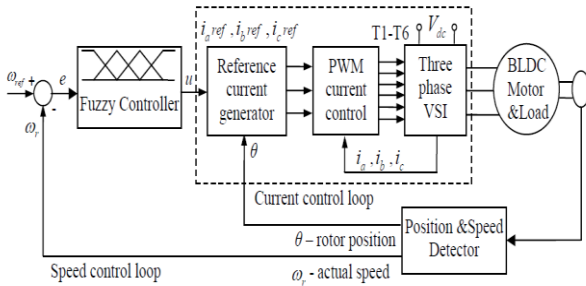 i_a ref , i_b ref , i_c ref
T1-T6
V_dc
ω_ref +
-
e
Fuzzy Controller
u
Reference
current
generator
PWM
current
control
Three
phase
VSI
BLDC
Motor
&Load
ω_r
θ
i_a , i_b , i_c
Current control loop
θ – rotor position
Position &Speed
Detector
Speed control loop
ω_r - actual speed